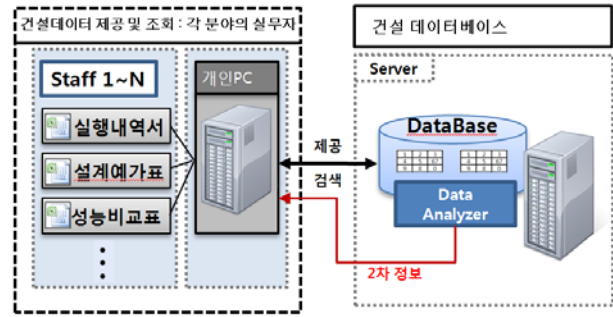 건설데이터 제공 및 조회 : 각 분야의 실무자
Staff 1~N
실행내역서
설계예가표
성능비교표
개인PC
제공
검색
2차 정보
건설 데이터베이스
Server
DataBase
Data
Analyzer